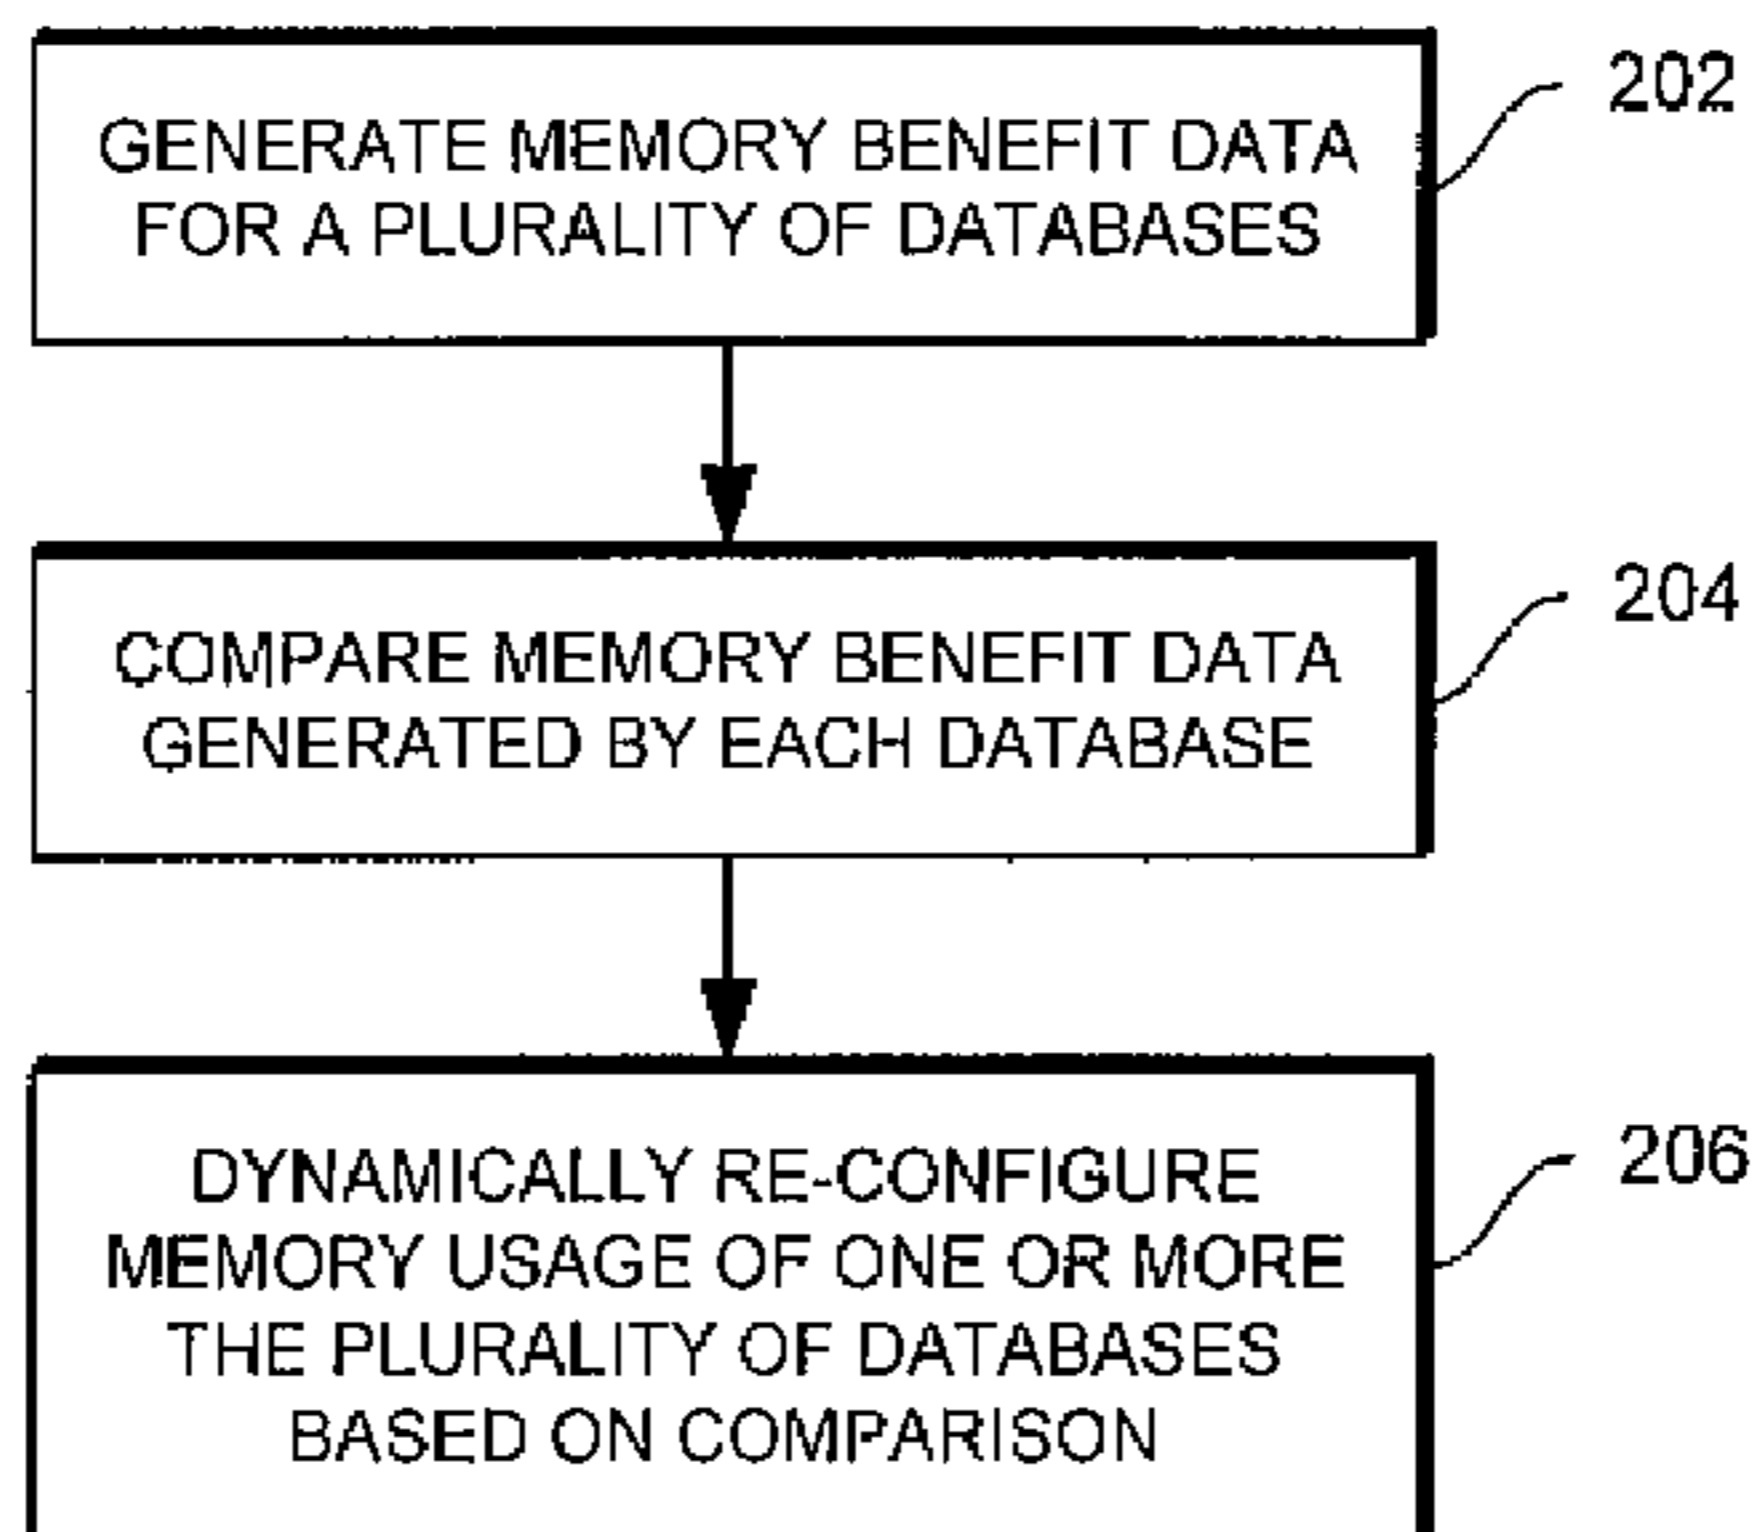 202
GENERATE MEMORY BENEFIT DATA
FOR A PLURALITY OF DATABASES
204
COMPARE MEMORY BENEFIT DATA
GENERATED BY EACH DATABASE
206
DYNAMICALLY RE-CONFIGURE
MEMORY USAGE OF ONE OR MORE
THE PLURALITY OF DATABASES
BASED ON COMPARISON